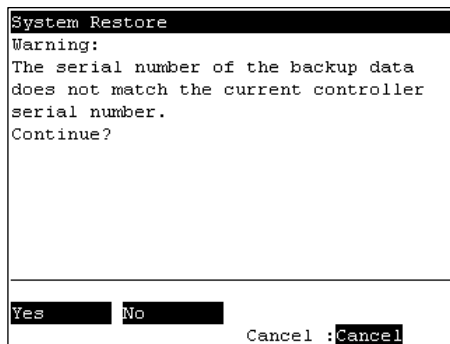 System Restore
Warning:
The serial number of the backup data
does not match the current controller
serial number.
Continue?
Yes No
Cancel :Cancel